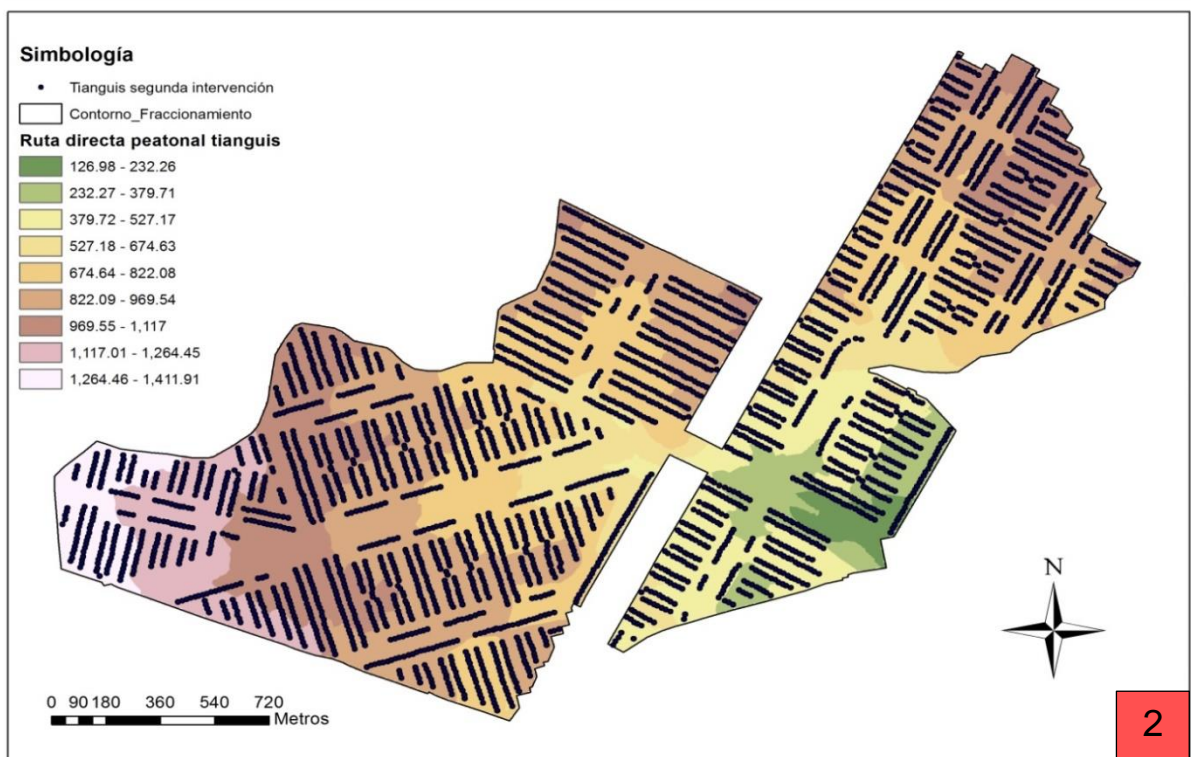 Simbología
Tianguis segunda intervención
Contorno_Fraccionamiento
Ruta directa peatonal tianguis
126.98 - 232.26
232.27 - 379.71
379.72 - 527.17
527.18 - 674.63
674.64 - 822.08
822.09 - 969.54
969.55 - 1,117
1,117.01 - 1,264.45
1,264.46 - 1,411.91
N
0 90 180 360 540 720
Metros
2